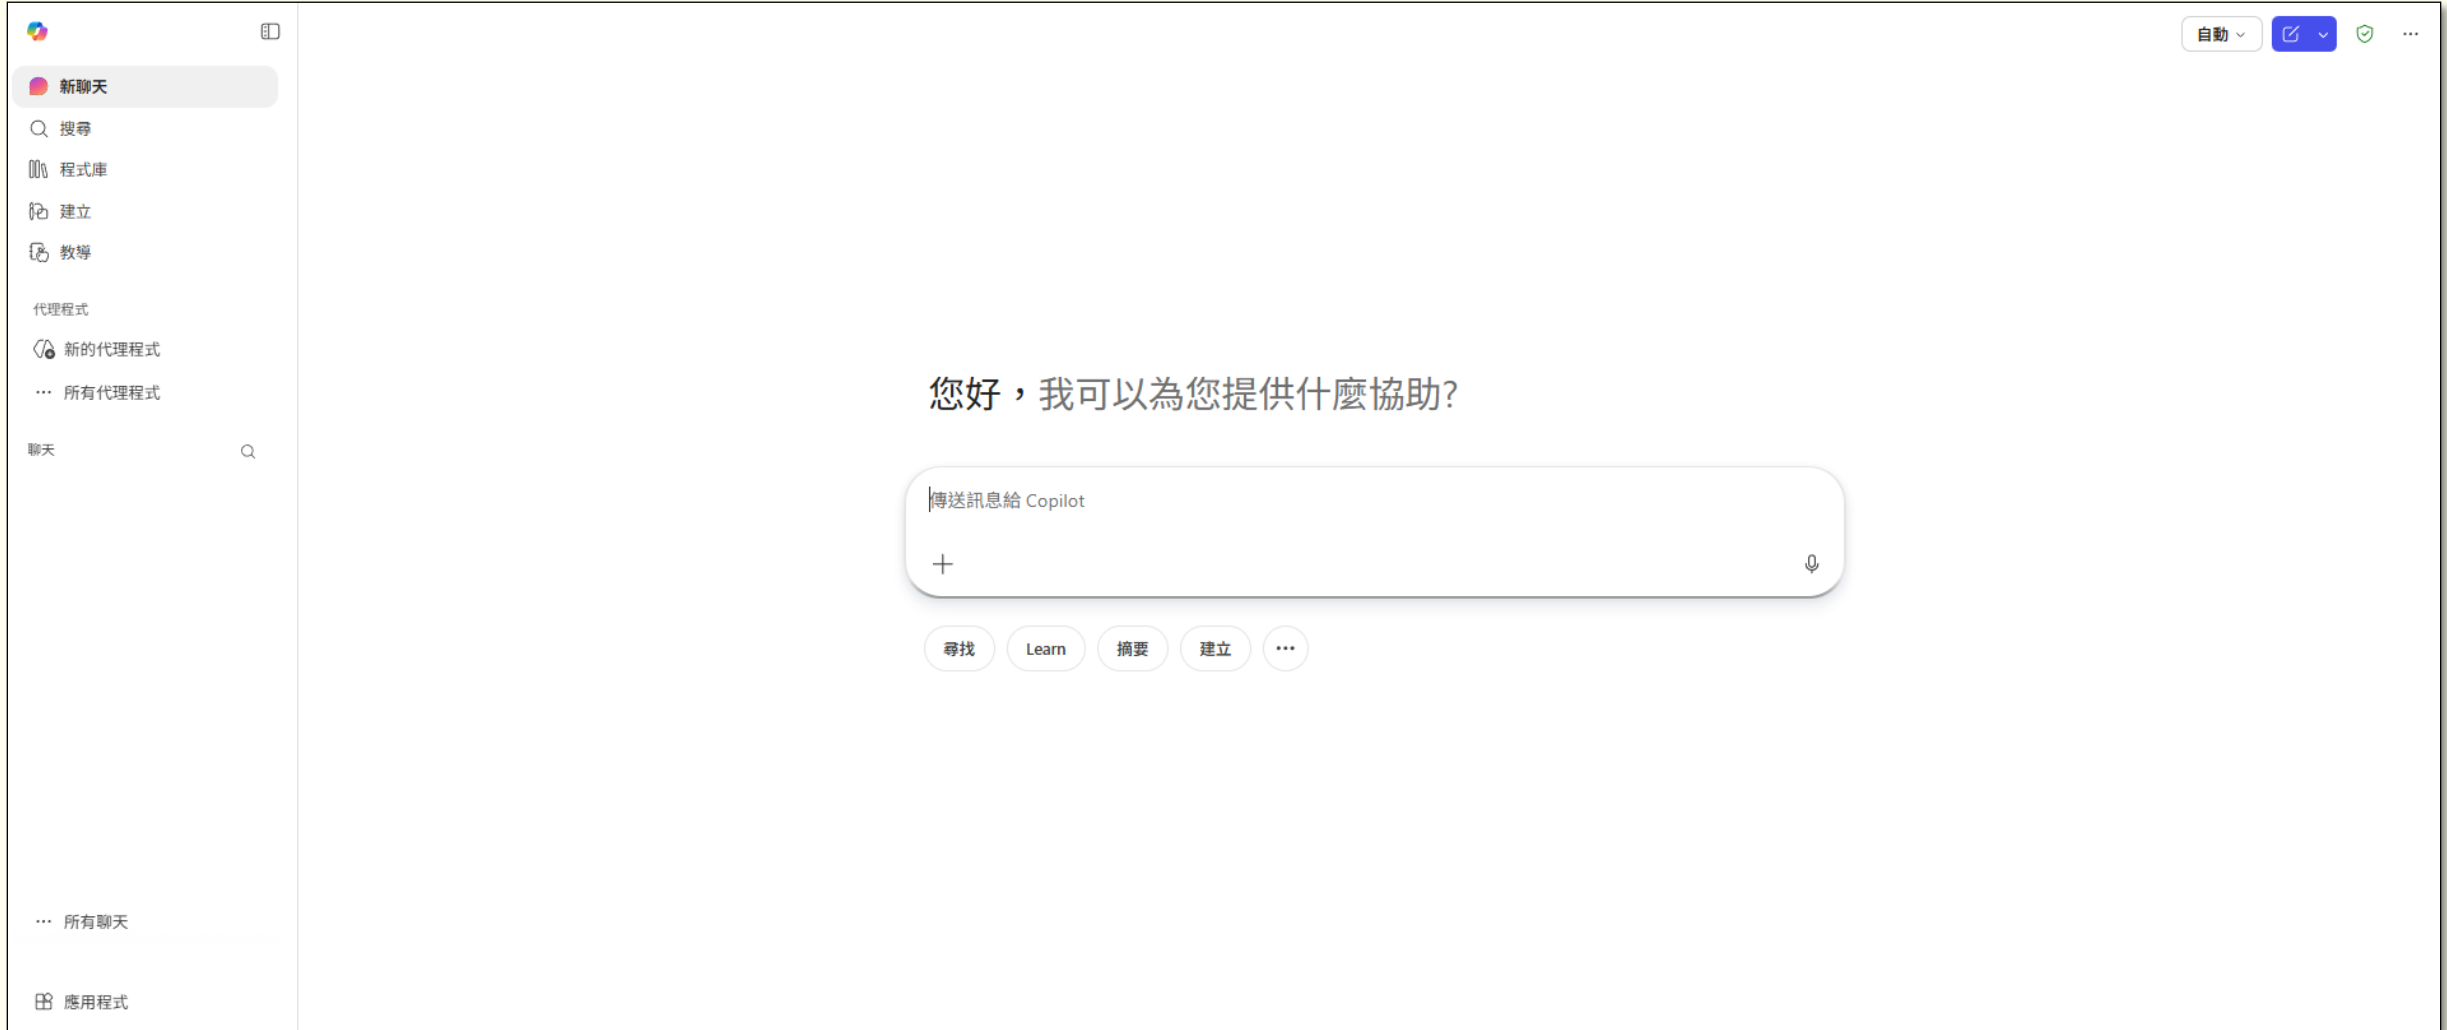 自動
新聊天
搜尋
程式庫
建立
教導
代理程式
新的代理程式
所有代理程式
聊天
您好，我可以為您提供什麼協助?
傳送訊息給 Copilot
尋找
Learn
摘要
建立
所有聊天
應用程式